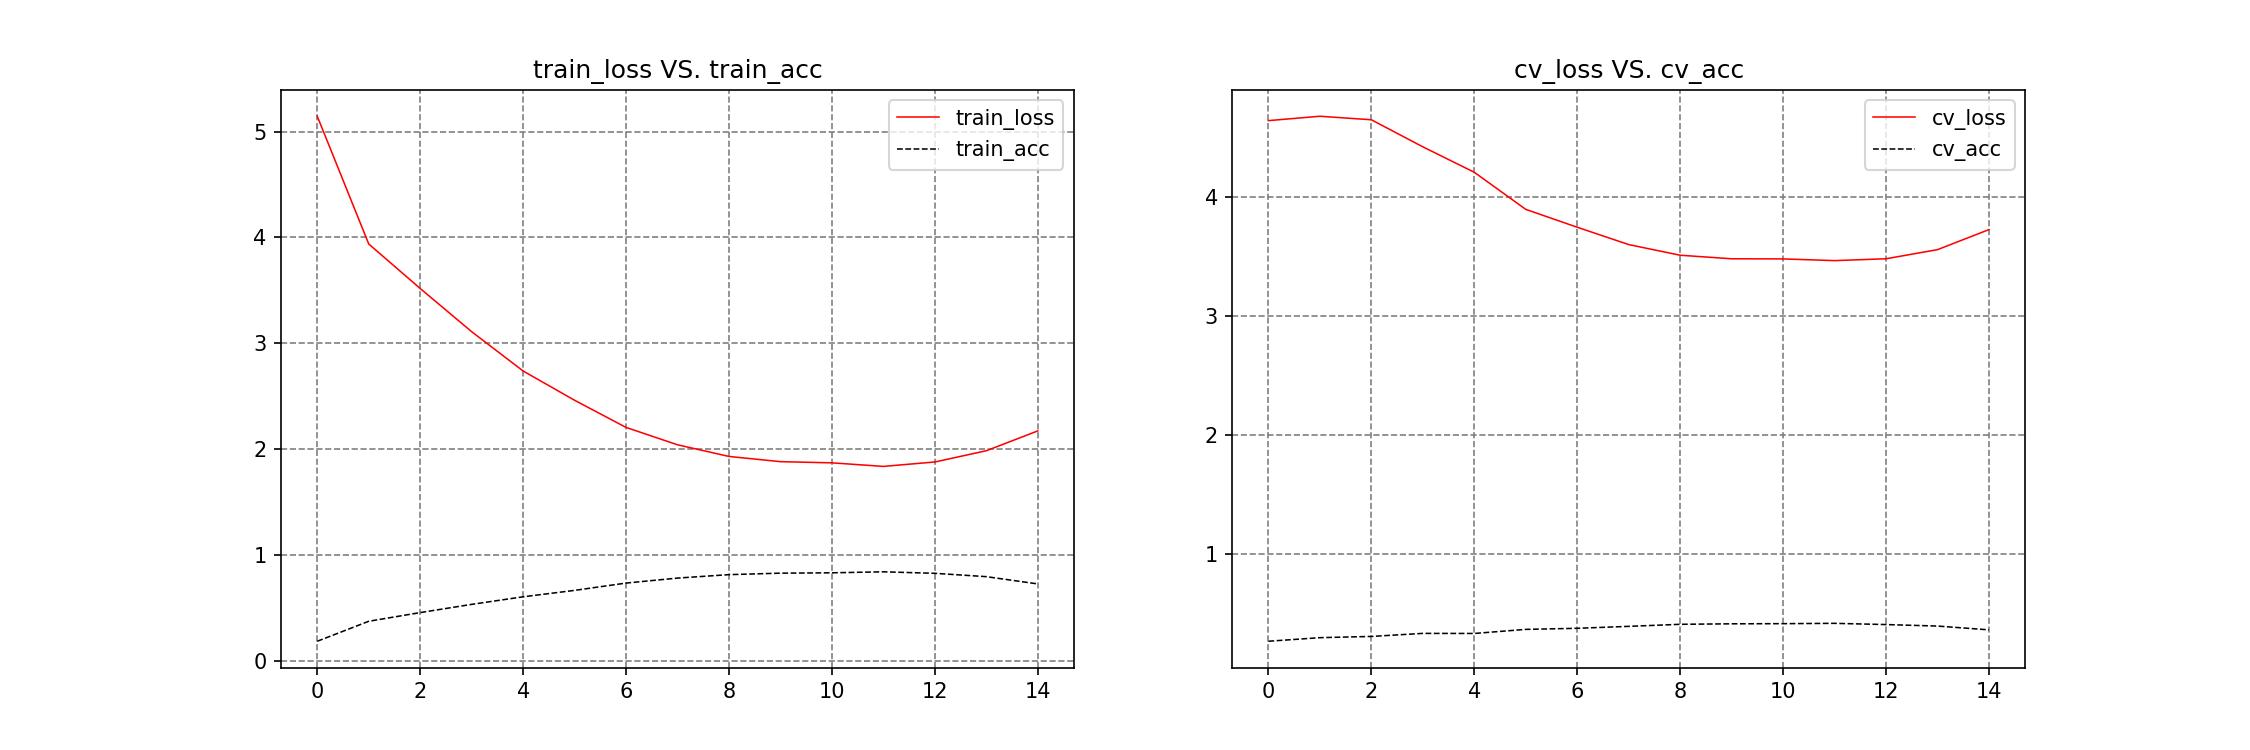 train_loss VS. train_acc
train_loss
train_acc
5
4
3
2
1
0
0 2 4 6 8 10 12 14
cv_loss VS. cv_acc
cv_loss
cv_acc
4
3
2
1
0 2 4 6 8 10 12 14